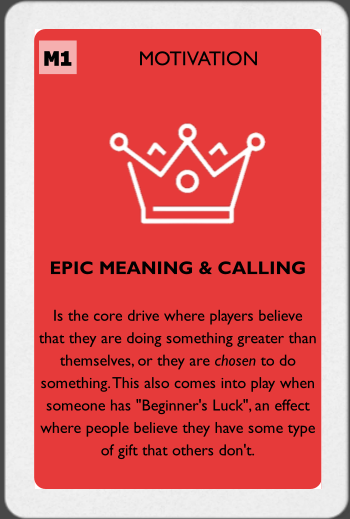 M1
MOTIVATION
EPIC MEANING & CALLING
Is the core drive where players believe
that they are doing something greater than
themselves, or they are chosen to do
something. This also comes into play when
someone has "Beginner's Luck", an effect
where people believe they have some type
of gift that others don't.